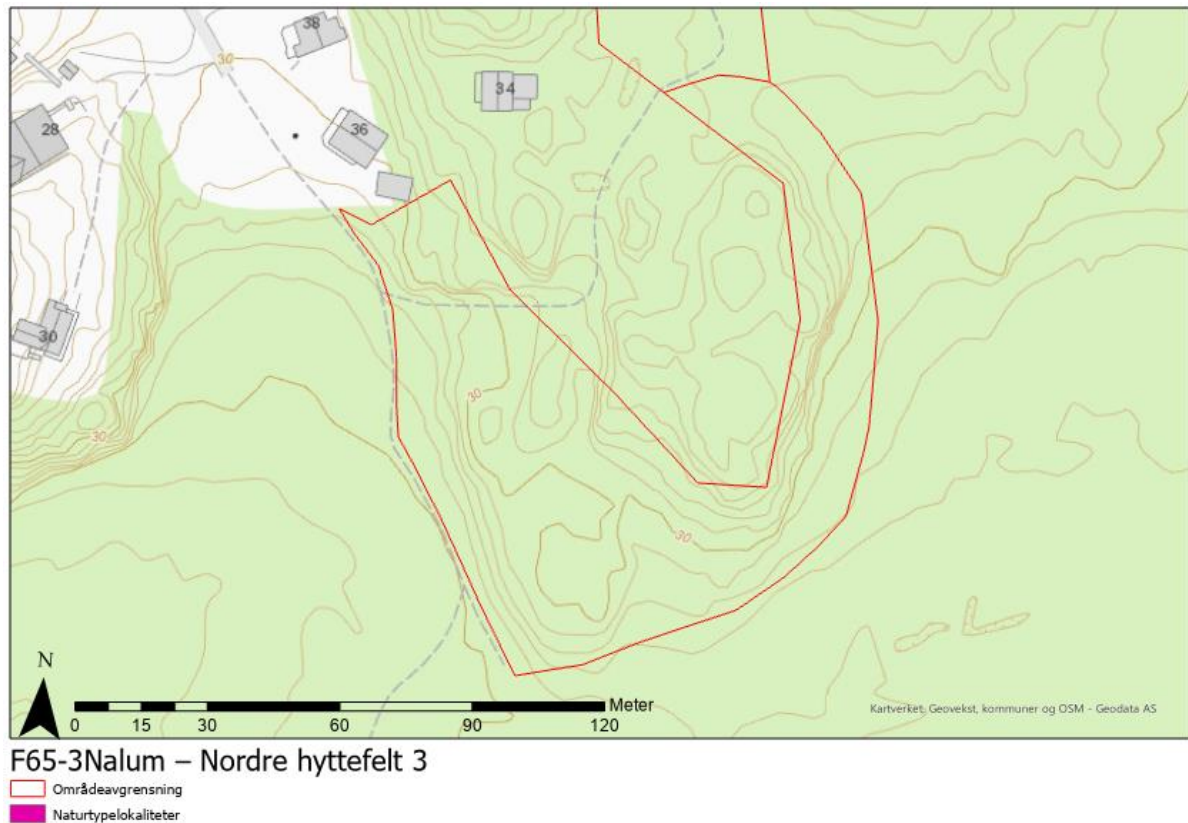 38
30
34
28
36
30
30
30
30
N
Meter
0 15 30 60 90 120
Kartverket, Geovekst, kommuner og OSM - Geodata AS
F65-3Nalum – Nordre hyttefelt 3
Områdeavgrensning
Naturtypelokaliteter